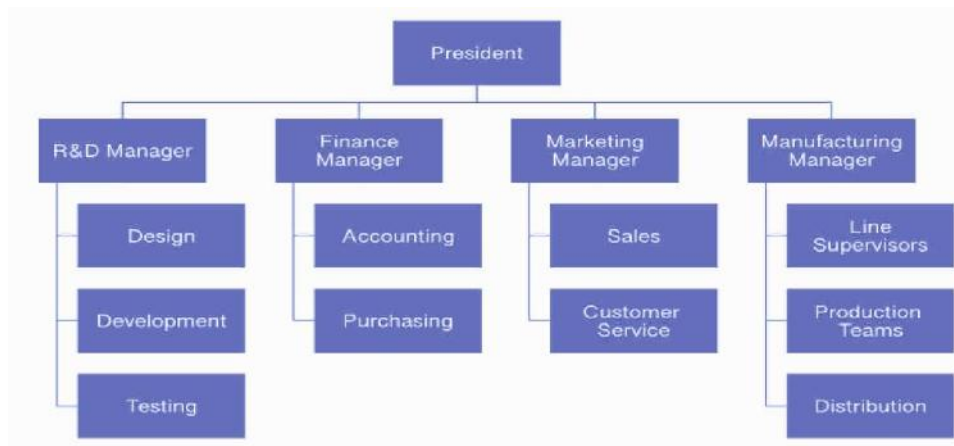 President
R&D Manager
Finance
Manager
Marketing
Manager
Manufacturing
Manager
Design
Accounting
Sales
Line
Supervisors
Development
Purchasing
Customer
Service
Production
Teams
Testing
Distribution